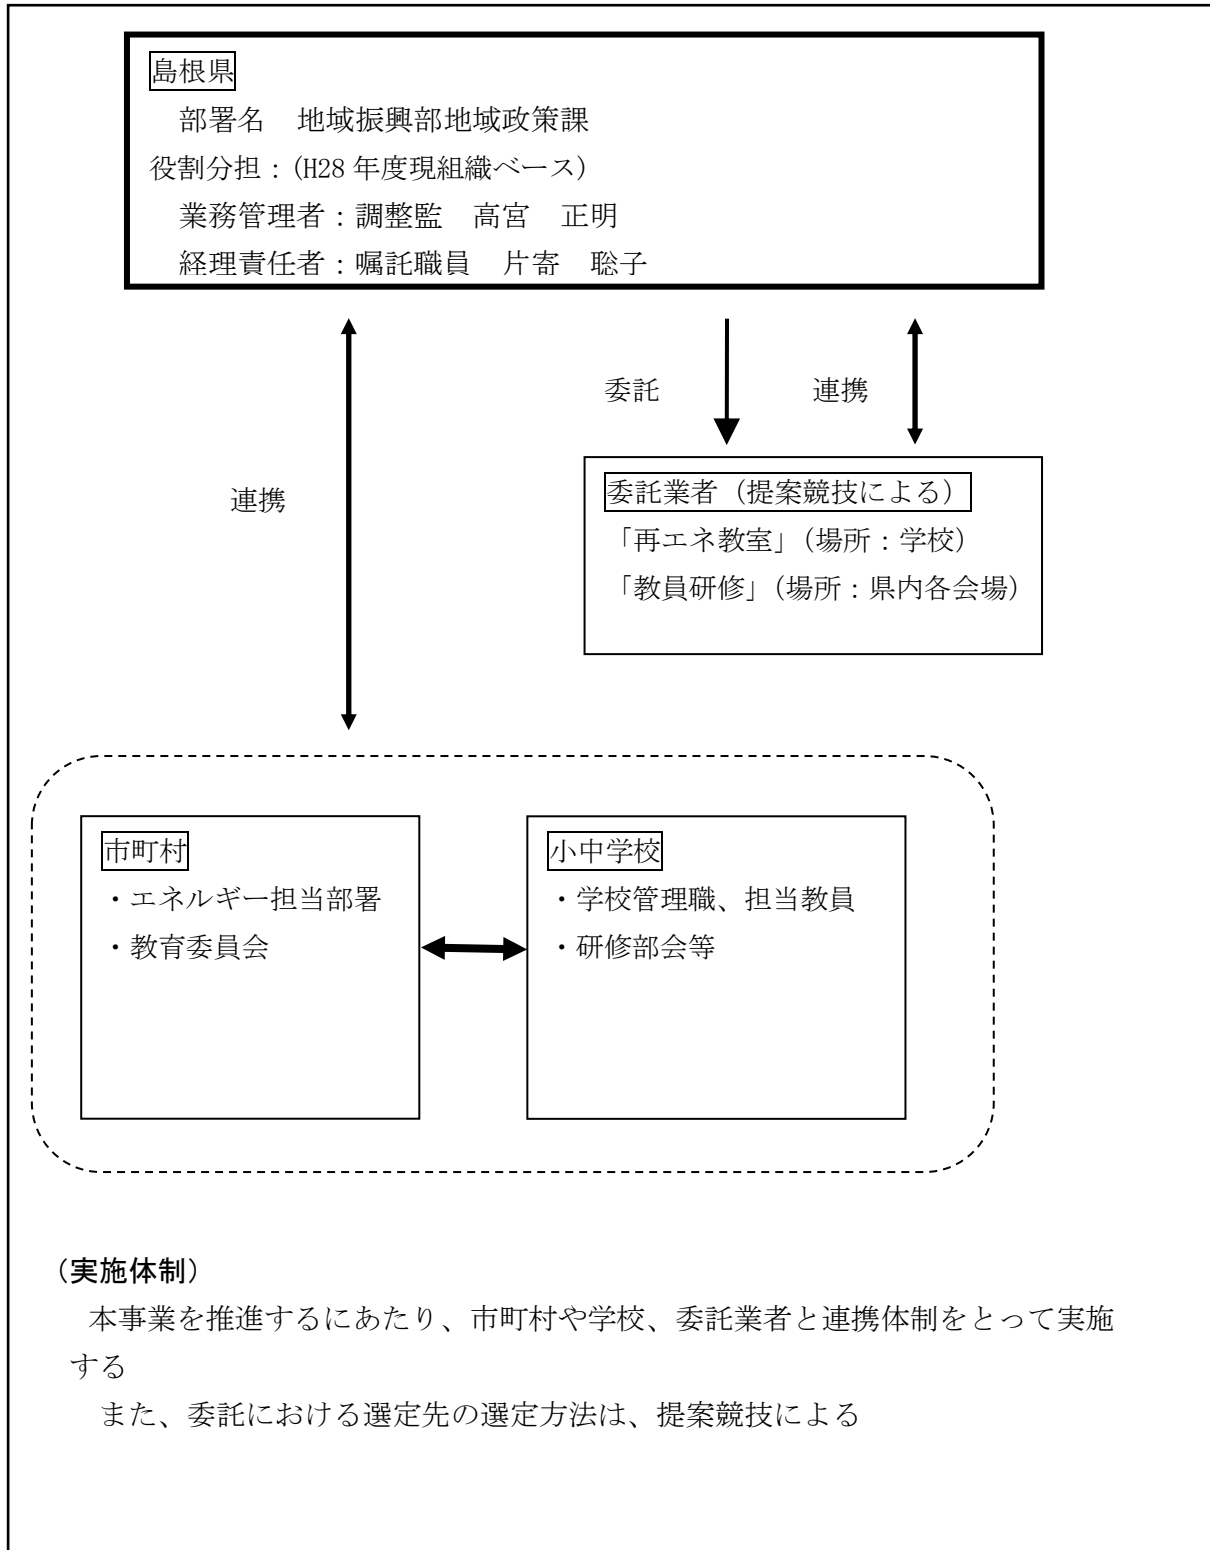 島根県
部署名　地域振興部地域政策課
役割分担：（H28 年度現組織ベース）
業務管理者：調整監　高宮　正明
経理責任者：嘱託職員　片寄　聡子
委託
連携
連携
委託業者（提案競技による）
「再エネ教室」（場所：学校）
「教員研修」（場所：県内各会場）
市町村
・エネルギー担当部署
・教育委員会
小中学校
・学校管理職、担当教員
・研修部会等
（実施体制）
本事業を推進するにあたり、市町村や学校、委託業者と連携体制をとって実施
する
また、委託における選定先の選定方法は、提案競技による